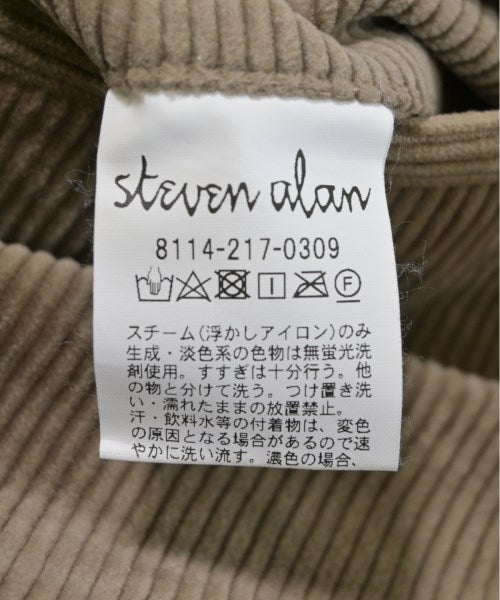 steven alan
8114-217-0309
F
スチーム(浮かしアイロン)のみ
生成・淡色系の色物は無蛍光洗
剤使用。すすぎは十分行う。他
の物と分けて洗う。つけ置き洗
い・濡れたままの放置禁止。
汗・飲料水等の付着物は、変色
の原因となる場合があるので速
やかに洗い流す。濃色の場合、